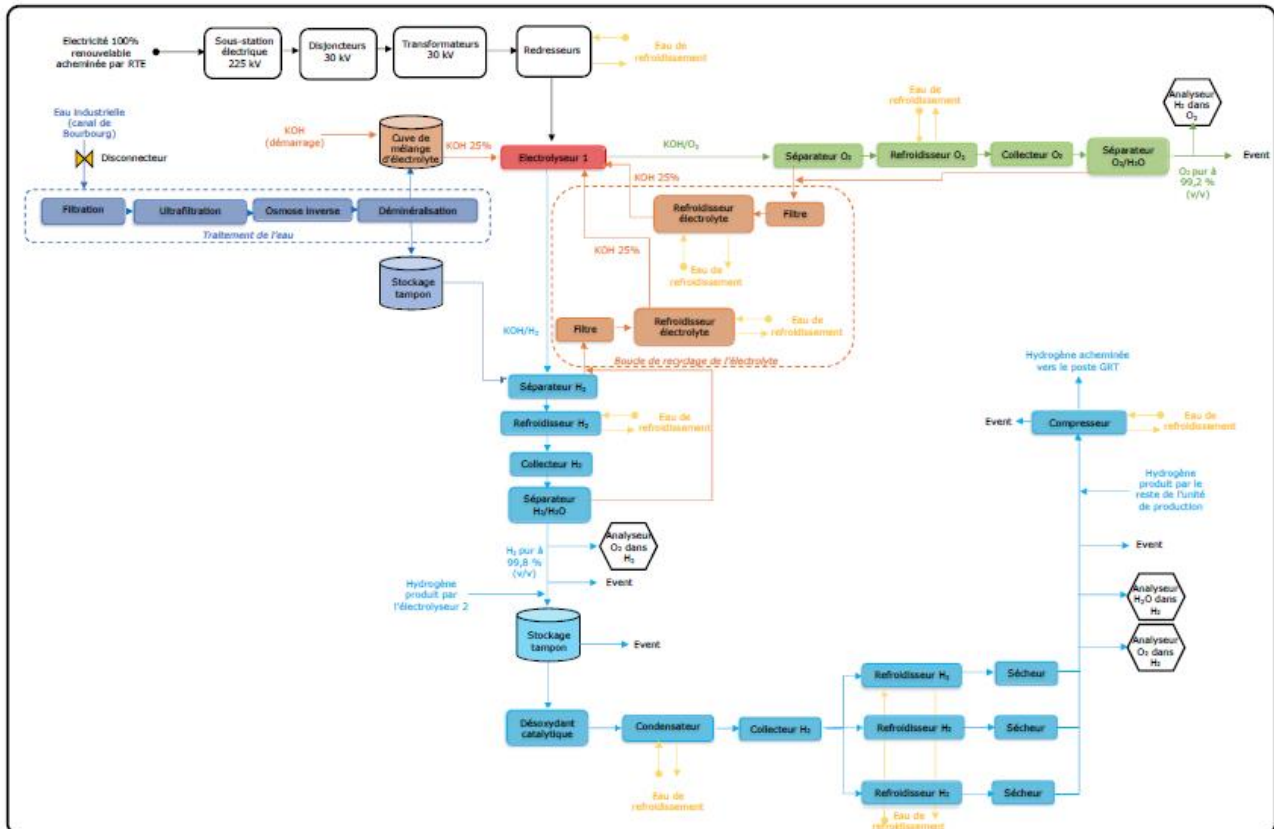 Electricité 100%
renouvelable
acheminée par RTE
Sous-station
électrique
225 kV
Disjoncteurs
30 kV
Transformateurs
30 kV
Redresseurs
Eau de
refroidissement
Eau industrielle
(canal de
Bourbourg)
Disconnecteur
KOH
(démarrage)
Cuve de
mélange
d'électrolyte
KOH 25%
Electrolyseur 1
KOH/O₂
Séparateur O₂
Eau de
refroidissement
Refroidisseur O₂
Collecteur O₂
Séparateur
O₂/H₂O
Analyseur
H₂ dans
O₂
Event
O₂ pur à
99,2 %
(v/v)
Filtration
Ultrafiltration
Osmose inverse
Déminéralisation
Traitement de l'eau
Stockage
tampon
KOH 25%
Refroidisseur
électrolyte
Filtre
KOH 25%
Eau de
refroidissement
Filtre
Refroidisseur
électrolyte
Eau de
refroidissement
Boucle de recyclage de l'électrolyte
KOH/H₂
Séparateur H₂
Refroidisseur H₂
Eau de
refroidissement
Collecteur H₂
Séparateur
H₂/H₂O
H₂ pur à
99,8 %
(v/v)
Analyseur
O₂ dans
H₂
Event
Hydrogène
produit par
l'électrolyseur 2
Stockage
tampon
Event
Désoxydant
catalytique
Condensateur
Eau de
refroidissement
Collecteur H₂
Refroidisseur H₂
Sécheur
Refroidisseur H₂
Sécheur
Refroidisseur H₂
Sécheur
Eau de
refroidissement
Hydrogène acheminée
vers le poste GRT
Event
Compresseur
Eau de
refroidissement
Hydrogène
produit par le
reste de l'unité
de production
Event
Analyseur
H₂O dans
H₂
Analyseur
O₂ dans
H₂